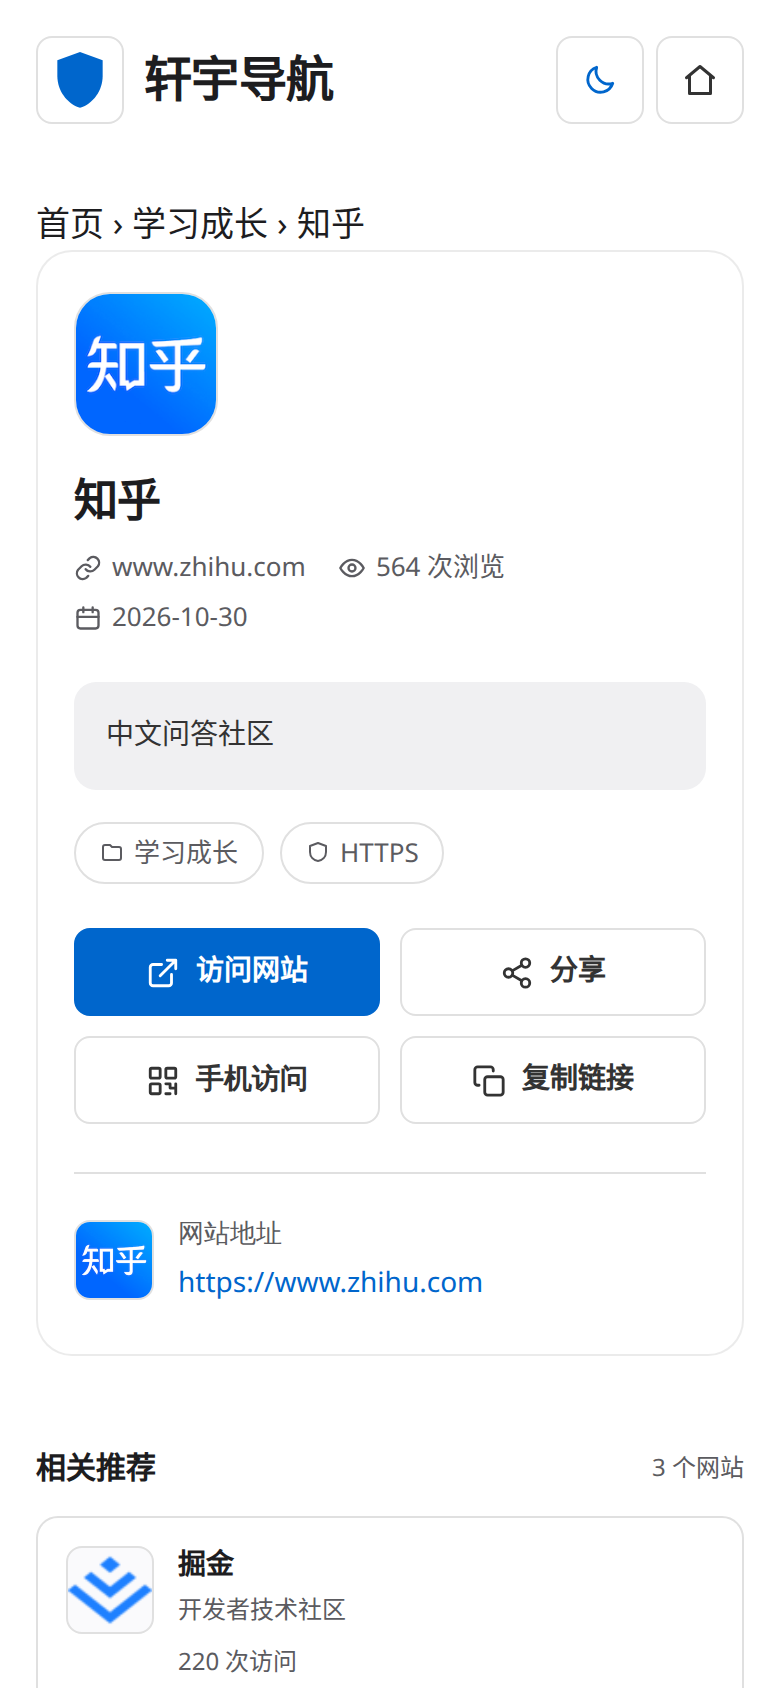 轩宇导航
首页 › 学习成长 › 知乎
知乎
知乎
www.zhihu.com 564 次浏览
2026-10-30
中文问答社区
学习成长 HTTPS
访问网站 分享
手机访问 复制链接
知乎
网站地址
https://www.zhihu.com
相关推荐 3 个网站
掘金
开发者技术社区
220 次访问